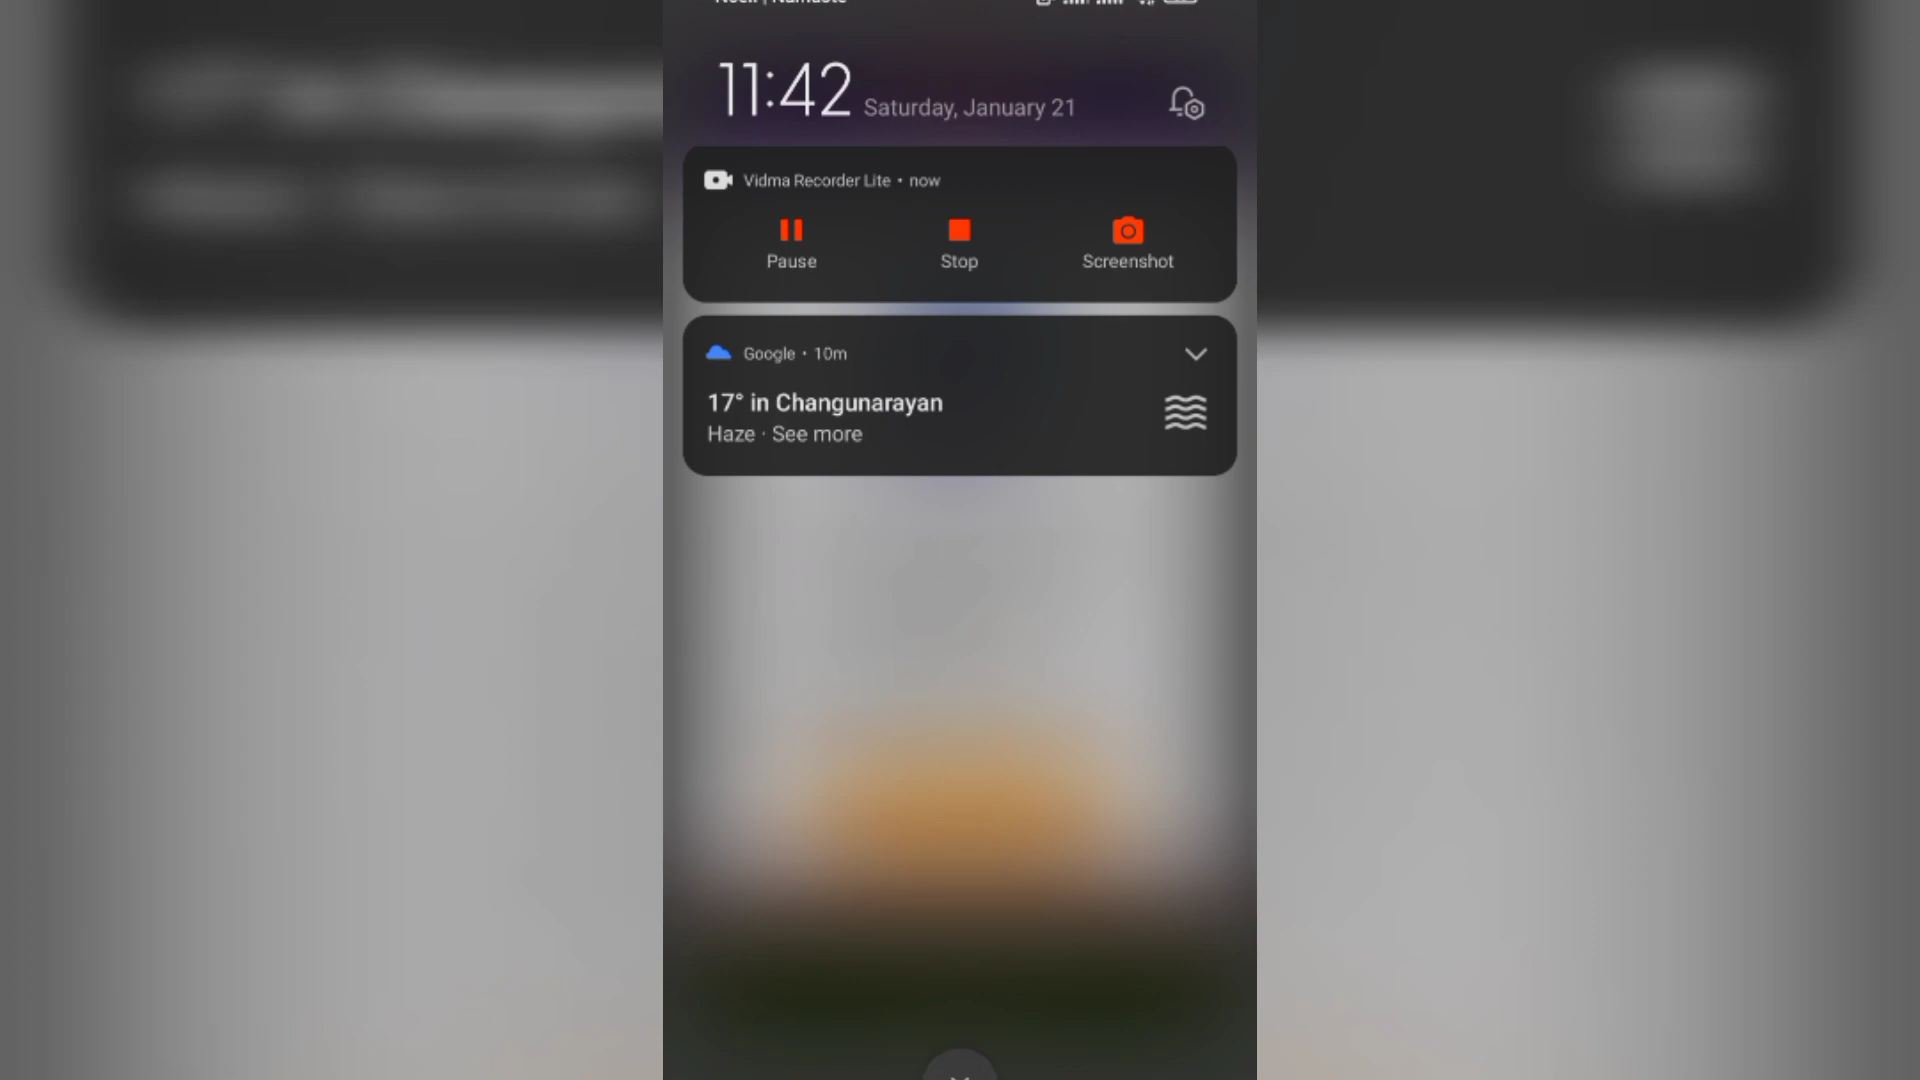 11:42 Saturday, January 21
Vidma Recorder Lite • now
Pause Stop Screenshot
Google • 10m
17° in Changunarayan
Haze · See more